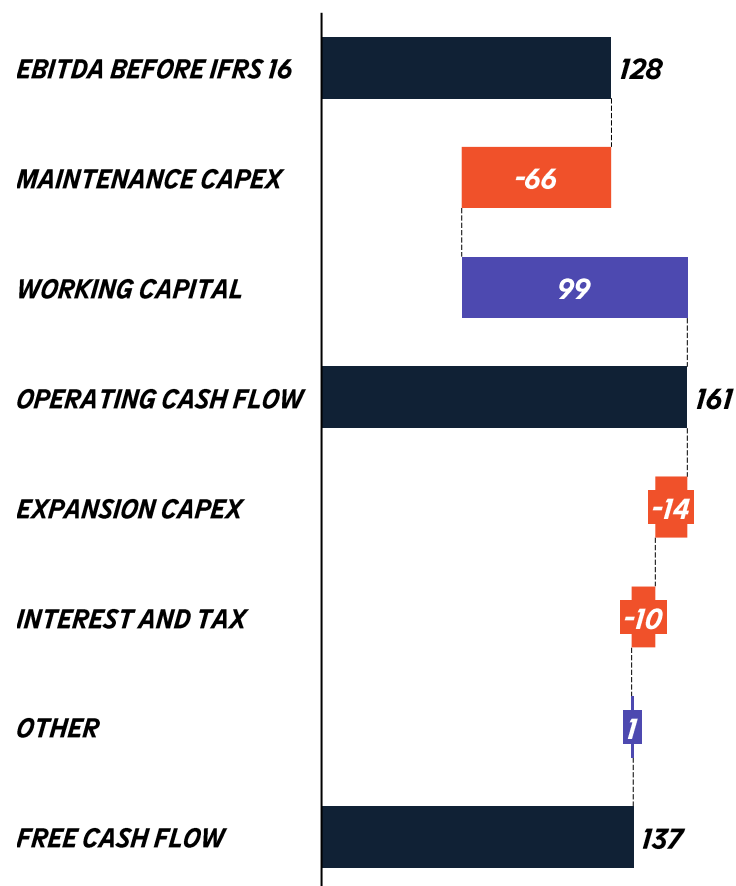 EBITDA BEFORE IFRS 16 128
MAINTENANCE CAPEX -66
WORKING CAPITAL 99
OPERATING CASH FLOW 161
EXPANSION CAPEX -14
INTEREST AND TAX -10
OTHER 1
FREE CASH FLOW 137